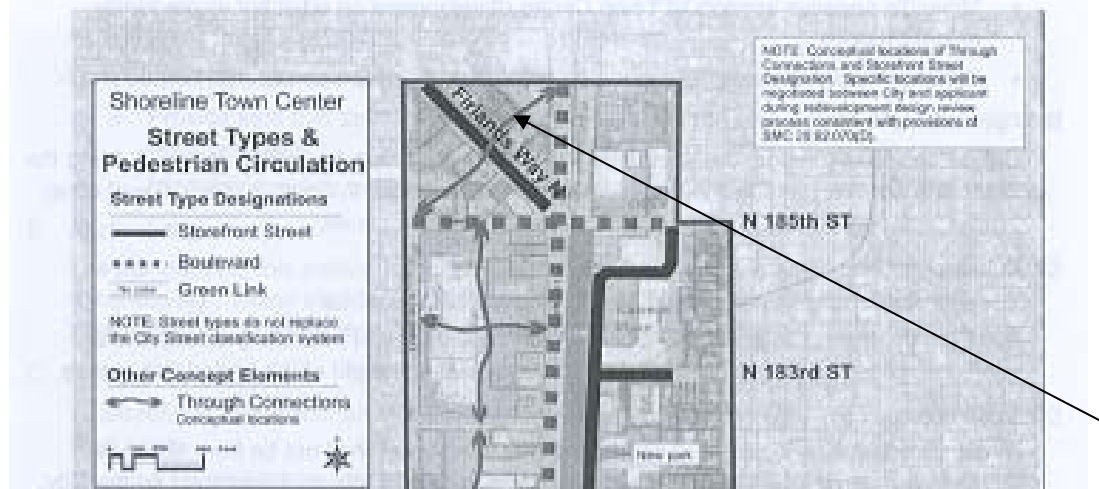 Shoreline Town Center
Street Types &
Pedestrian Circulation
Street Type Designations
Storefront Street
Boulevard
Green Link
NOTE: Street types do not replace
the City Street classification system
Other Concept Elements
Through Connections
Conceptual locations
NOTE: Conceptual locations of Through
Connections and Storefront Street
Designation. Specific locations will be
negotiated between City and applicant
during redevelopment design review
process consistent with provisions of
Way N
N 185th ST
N 183rd ST
New park